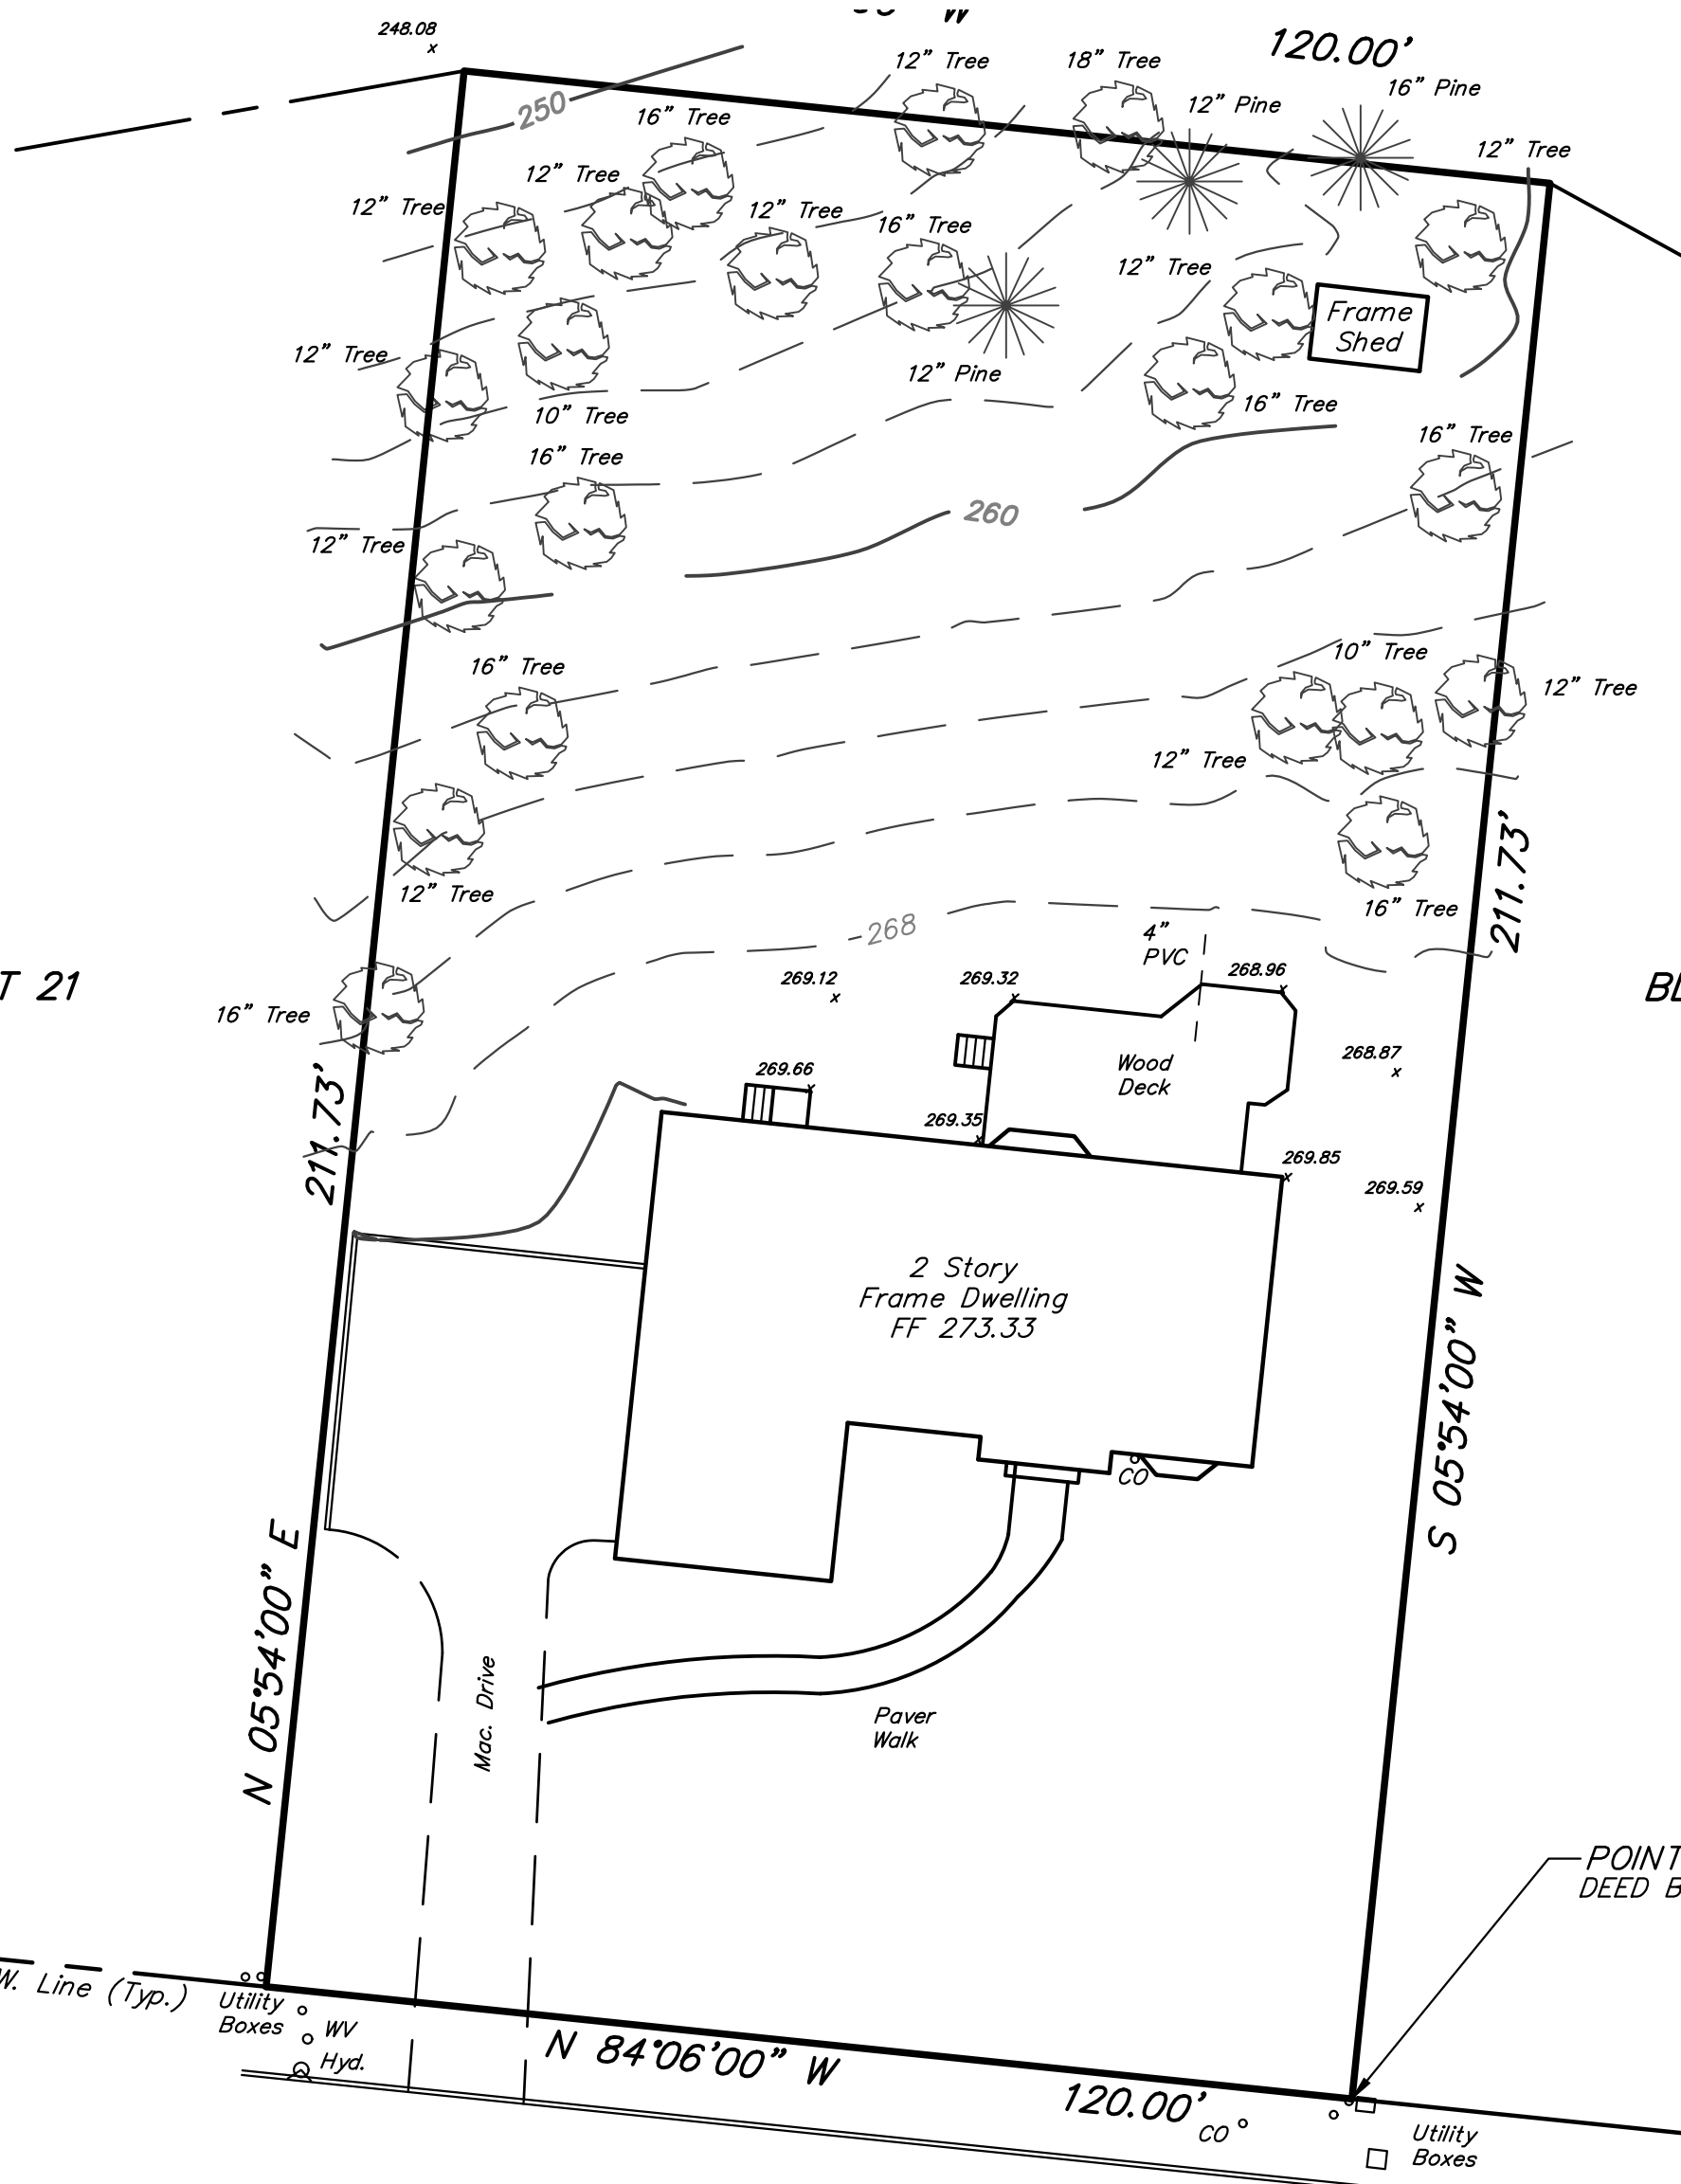 248.08
x
W
120.00'
12" Tree
18" Tree
16" Pine
12" Pine
250
16" Tree
12" Tree
12" Tree
12" Tree
12" Tree
16" Tree
12" Tree
Frame
Shed
12" Tree
12" Pine
16" Tree
10" Tree
16" Tree
16" Tree
260
12" Tree
16" Tree
10" Tree
12" Tree
12" Tree
12" Tree
16" Tree
211.73'
268
4"
PVC
T 21
269.12
x
269.32
x
268.96
x
16" Tree
268.87
x
Wood
Deck
269.66
x
211.73'
269.35
x
269.85
x
269.59
x
2 Story
Frame Dwelling
FF 273.33
S 05°54'00" W
CO
N 05°54'00" E
Mac. Drive
Paver
Walk
POINT
DEED B
W. Line (Typ.)
Utility
Boxes
WV
Hyd.
N 84°06'00" W
120.00'
CO
Utility
Boxes